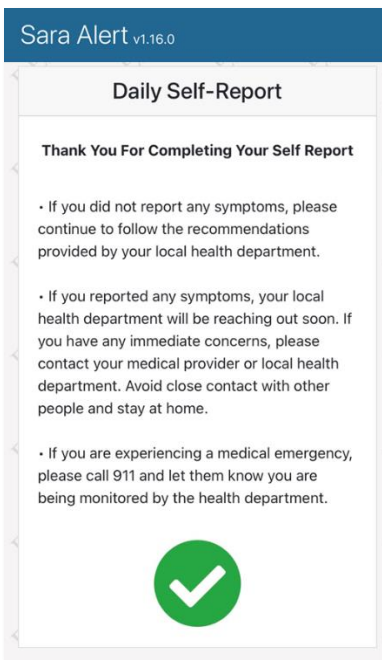 Sara Alert v1.16.0
Daily Self-Report
Thank You For Completing Your Self Report
• If you did not report any symptoms, please
continue to follow the recommendations
provided by your local health department.
• If you reported any symptoms, your local
health department will be reaching out soon. If
you have any immediate concerns, please
contact your medical provider or local health
department. Avoid close contact with other
people and stay at home.
• If you are experiencing a medical emergency,
please call 911 and let them know you are
being monitored by the health department.